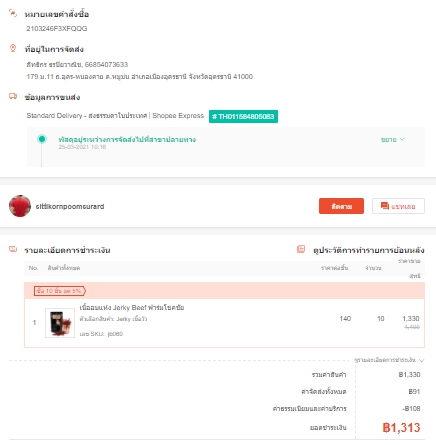 หมายเลขคำสั่งซื้อ
2103246F3XFQQG
ที่อยู่ในการจัดส่ง
สิทธิกร ธรณียาวณิช, 66854073633
179 ม.11 ถ.อุดร-หนองคาย ต.หมูม่น อำเภอเมืองอุดรธานี จังหวัดอุดรธานี 41000
ข้อมูลการขนส่ง
Standard Delivery - ส่งธรรมดาในประเทศ | Shopee Express # TH011584805083
พัสดุอยู่ระหว่างการจัดส่งไปที่สาขาปลายทาง ขยาย
25-03-2021 10:16
sittikornpoomsurard ติดตาม แชทเลย
รายละเอียดการชำระเงิน ดูประวัติการทำรายการย้อนหลัง
No. สินค้าทั้งหมด ราคาต่อชิ้น จำนวน ราคาขายสุทธิ
ซื้อ 10 ชิ้น ลด 5%
1 เนื้ออบแห้ง Jerky Beef ฟาร์มโชคชัย 140 10 1,330
ตัวเลือกสินค้า: Jerky เนื้อวัว 1,400
เลข SKU: jb060
ดูรายละเอียดการชำระเงิน
รวมค่าสินค้า ฿1,330
ค่าจัดส่งทั้งหมด ฿91
ค่าธรรมเนียมและค่าบริการ -฿108
ยอดชำระเงิน ฿1,313